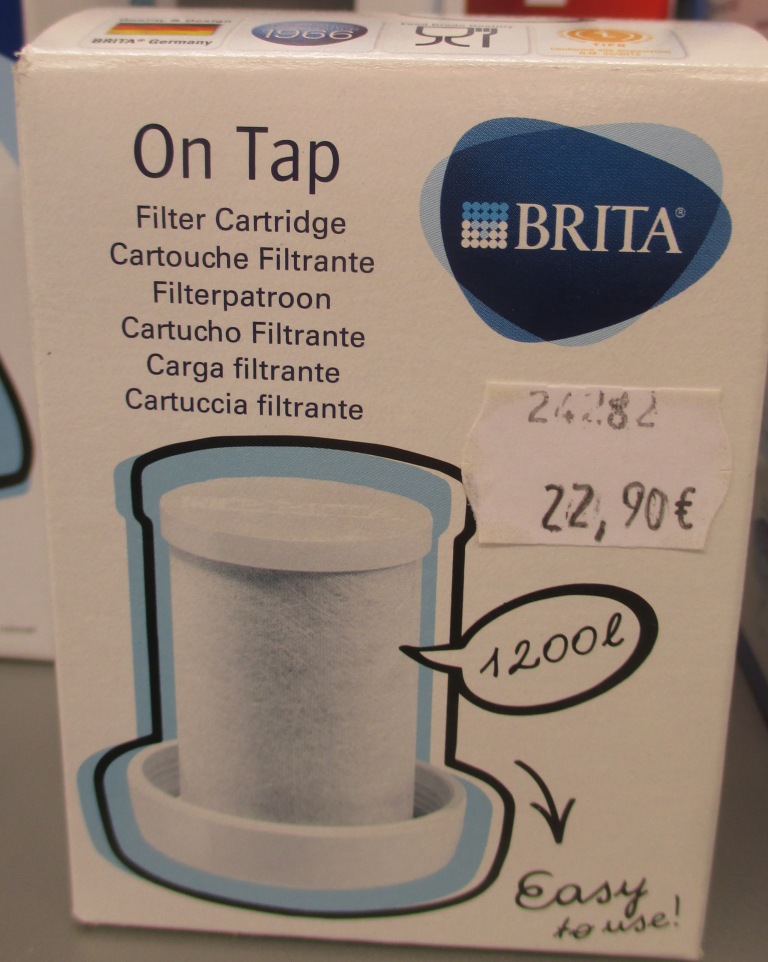 BRITA® Germany
1966
On Tap
Filter Cartridge
Cartouche Filtrante
Filterpatroon
Cartucho Filtrante
Carga filtrante
Cartuccia filtrante
BRITA®
24282
22,90€
1200l
Easy
to use!